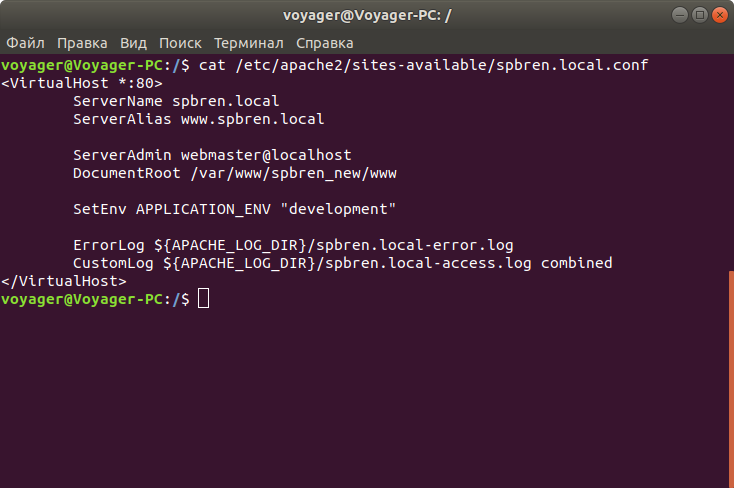 voyager@Voyager-PC: /
Файл Правка Вид Поиск Терминал Справка
voyager@Voyager-PC:/$ cat /etc/apache2/sites-available/spbren.local.conf
<VirtualHost *:80>
        ServerName spbren.local
        ServerAlias www.spbren.local

        ServerAdmin webmaster@localhost
        DocumentRoot /var/www/spbren_new/www

        SetEnv APPLICATION_ENV "development"

        ErrorLog ${APACHE_LOG_DIR}/spbren.local-error.log
        CustomLog ${APACHE_LOG_DIR}/spbren.local-access.log combined
</VirtualHost>
voyager@Voyager-PC:/$